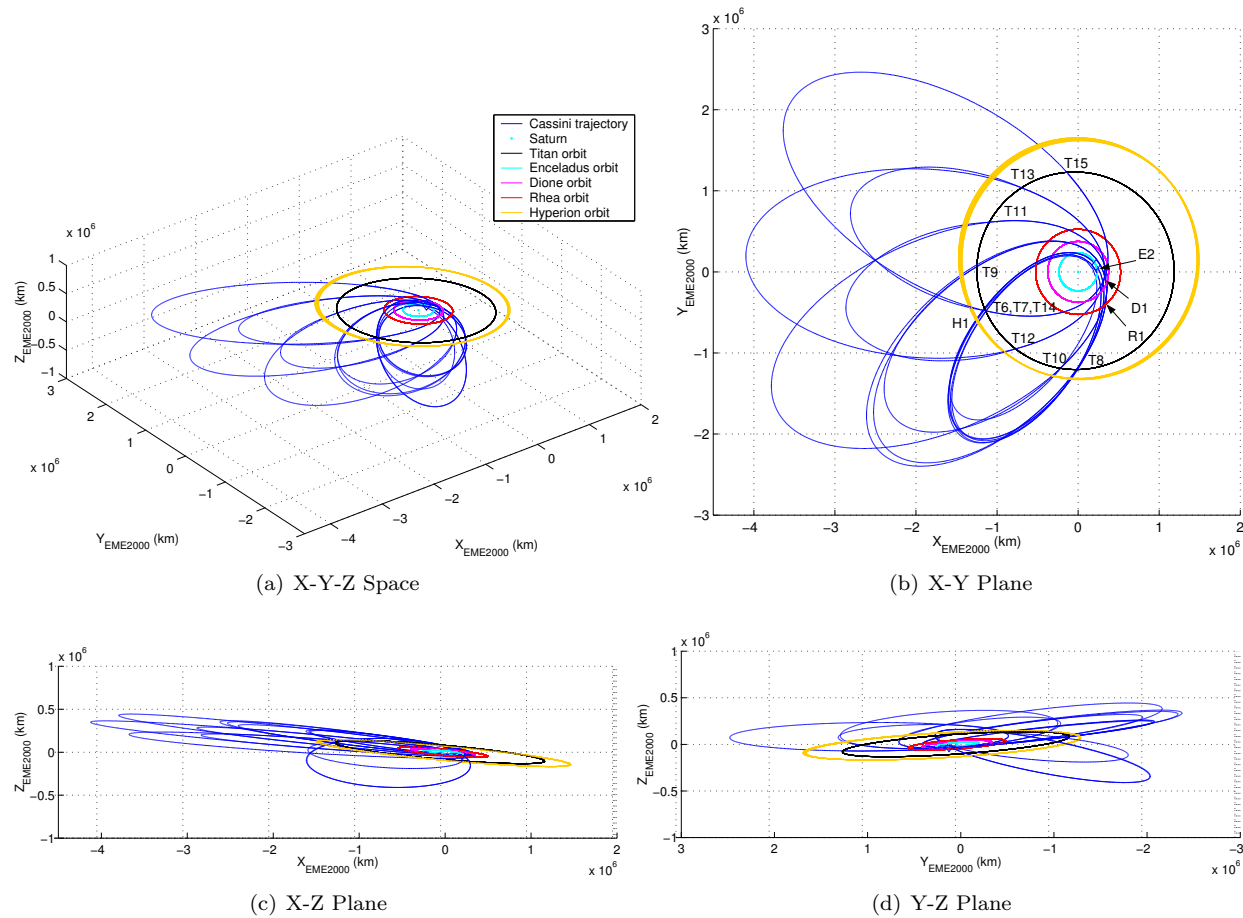 x 10^6
1
0.5
0
−0.5
−1
Z_EME2000 (km)
3
2
1
0
−1
−2
−3
x 10^6
Y_EME2000 (km)
−4
−3
−2
−1
0
1
2
x 10^6
X_EME2000 (km)
Cassini trajectory
Saturn
Titan orbit
Enceladus orbit
Dione orbit
Rhea orbit
Hyperion orbit
(a) X-Y-Z Space
x 10^6
3
2
1
0
−1
−2
−3
Y_EME2000 (km)
T15
T13
T11
E2
T9
T6,T7,T14
D1
H1
R1
T12
T10
T8
−4
−3
−2
−1
0
1
2
X_EME2000 (km)
x 10^6
(b) X-Y Plane
x 10^6
1
0.5
0
−0.5
−1
Z_EME2000 (km)
−4
−3
−2
−1
0
1
2
X_EME2000 (km)
x 10^6
(c) X-Z Plane
x 10^6
1
0.5
0
−0.5
−1
Z_EME2000 (km)
3
2
1
0
−1
−2
−3
Y_EME2000 (km)
x 10^6
(d) Y-Z Plane